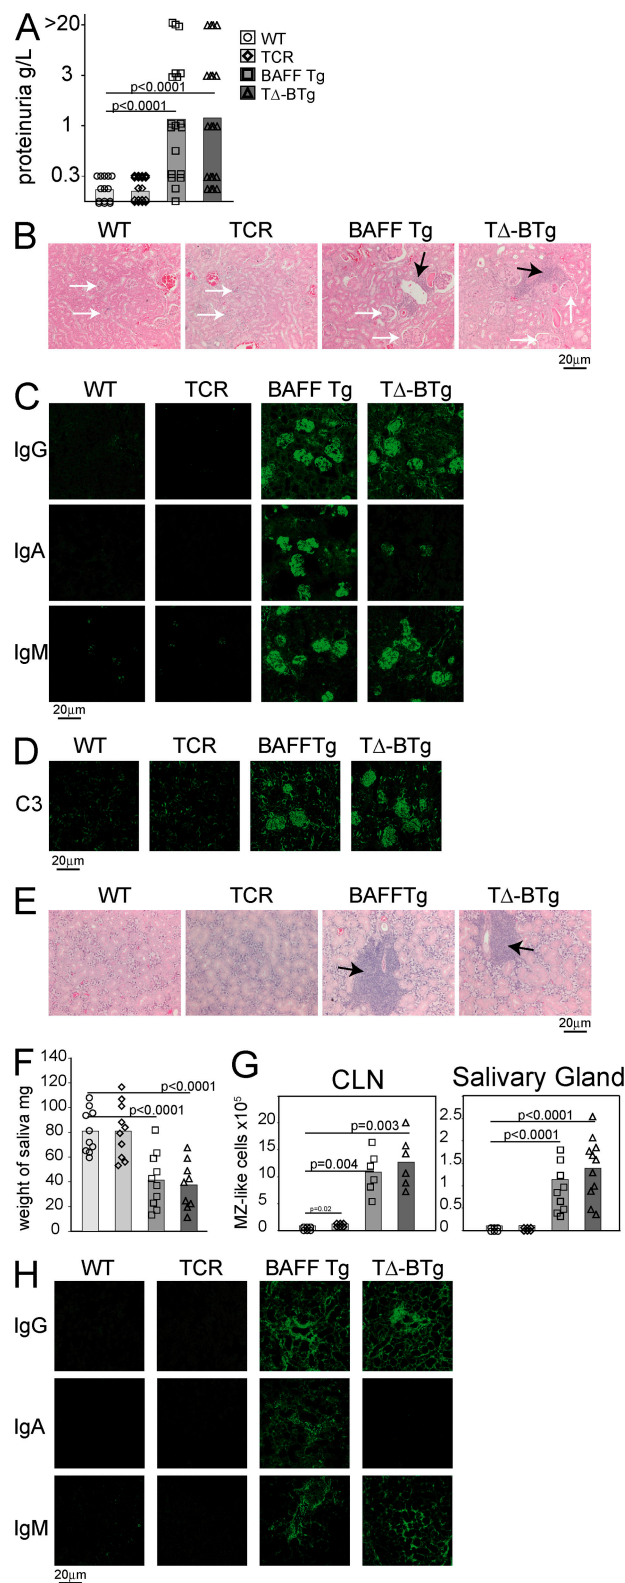 A
>20
3
1
0.3
proteinuria g/L
p<0.0001
p<0.0001
WT
TCR
BAFF Tg
TΔ-BTg
B
WT TCR BAFF Tg TΔ-BTg
20μm
C
WT TCR BAFF Tg TΔ-BTg
IgG
IgA
IgM
20μm
D
WT TCR BAFFTg TΔ-BTg
C3
20μm
E
WT TCR BAFFTg TΔ-BTg
20μm
F
weight of saliva mg
140
120
100
80
60
40
20
0
p<0.0001
p<0.0001
G
CLN
MZ-like cells x10⁵
20
15
10
5
0
p=0.003
p=0.004
p=0.02
Salivary Gland
2.5
2
1.5
1
0.5
0
p<0.0001
p<0.0001
H
WT TCR BAFF Tg TΔ-BTg
IgG
IgA
IgM
20μm